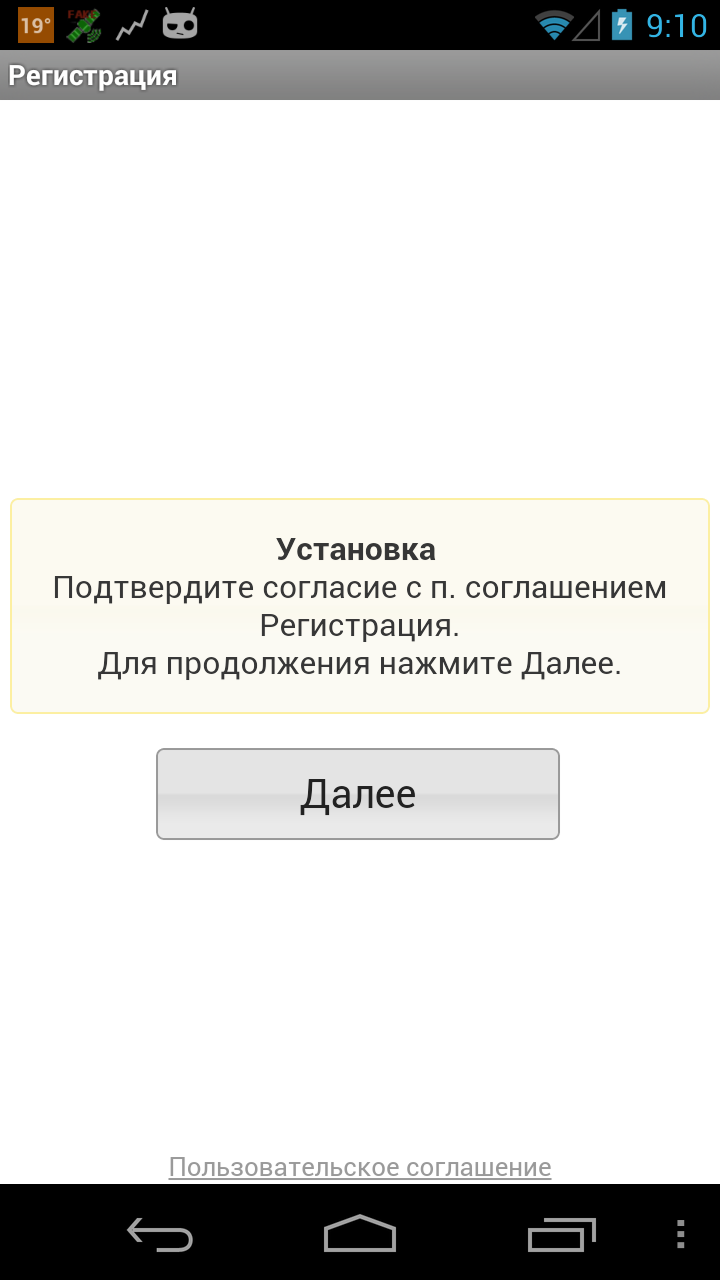 19°
FAKE
9:10
Регистрация
Установка
Подтвердите согласие с п. соглашением
Регистрация.
Для продолжения нажмите Далее.
Далее
Пользовательское соглашение